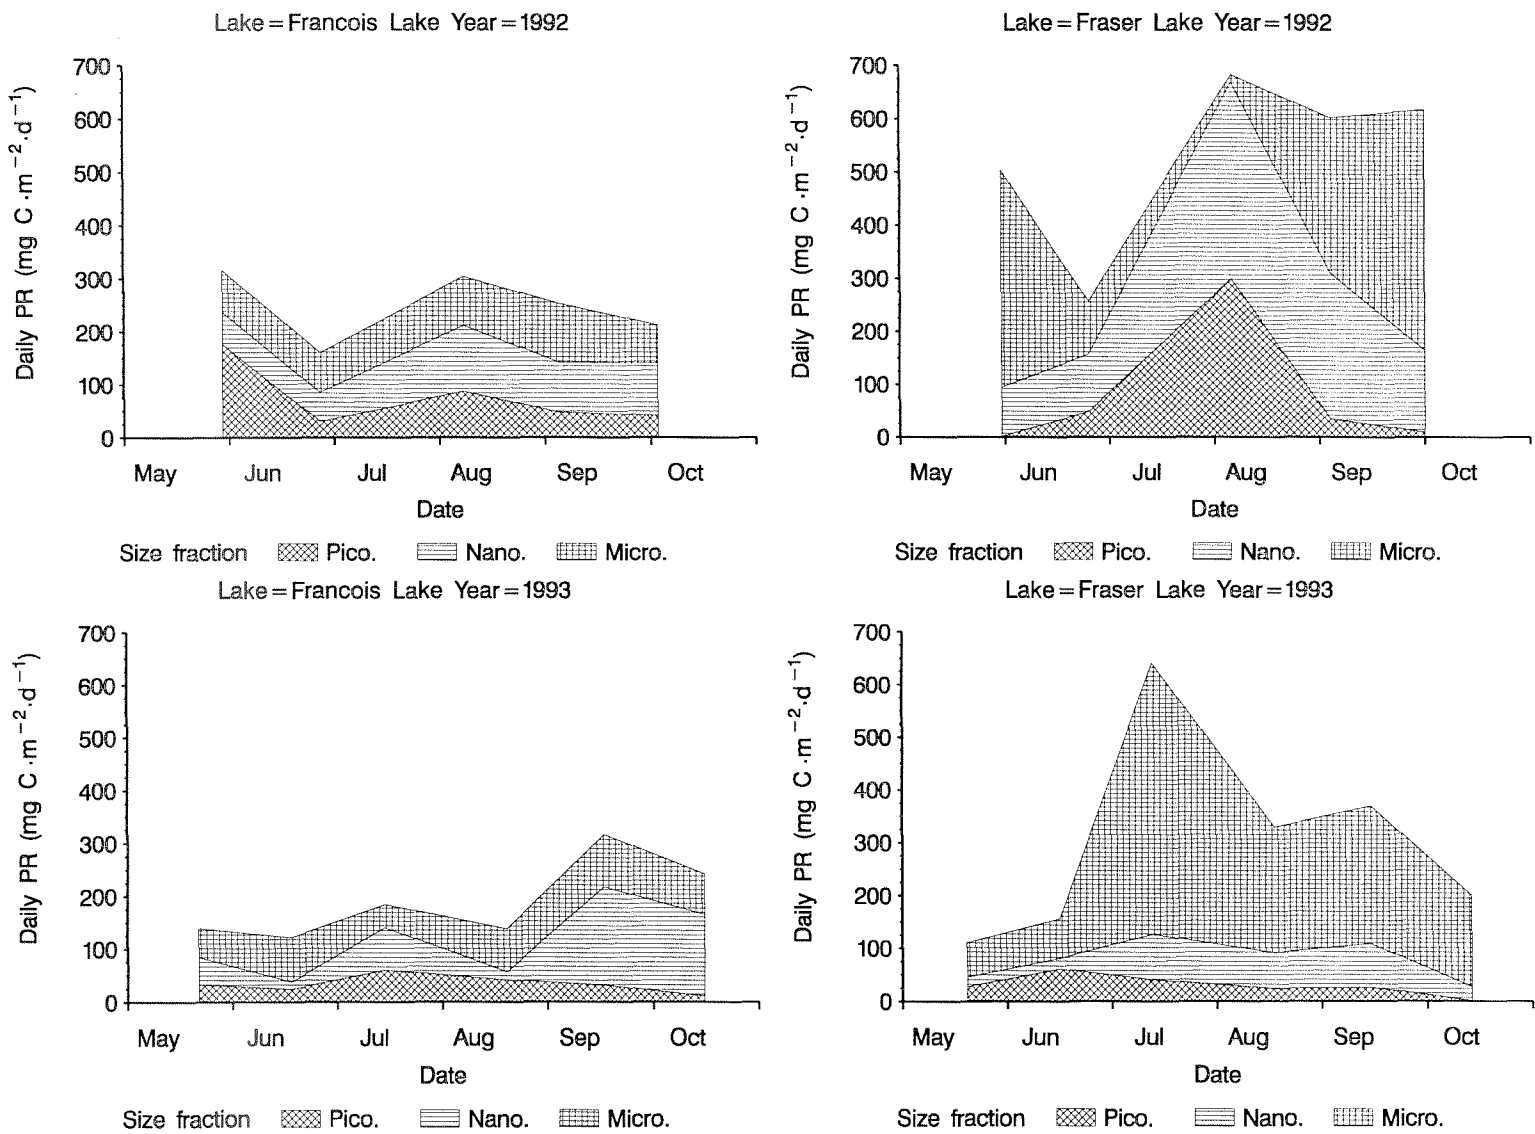 Lake=Francois Lake Year=1992
700
600
500
400
300
200
100
0
Daily PR (mg C·m⁻²·d⁻¹)
May Jun Jul Aug Sep Oct
Date
Size fraction Pico. Nano. Micro.
Lake=Fraser Lake Year=1992
700
600
500
400
300
200
100
0
Daily PR (mg C·m⁻²·d⁻¹)
May Jun Jul Aug Sep Oct
Date
Size fraction Pico. Nano. Micro.
Lake=Francois Lake Year=1993
700
600
500
400
300
200
100
0
Daily PR (mg C·m⁻²·d⁻¹)
May Jun Jul Aug Sep Oct
Date
Size fraction Pico. Nano. Micro.
Lake=Fraser Lake Year=1993
700
600
500
400
300
200
100
0
Daily PR (mg C·m⁻²·d⁻¹)
May Jun Jul Aug Sep Oct
Date
Size fraction Pico. Nano. Micro.